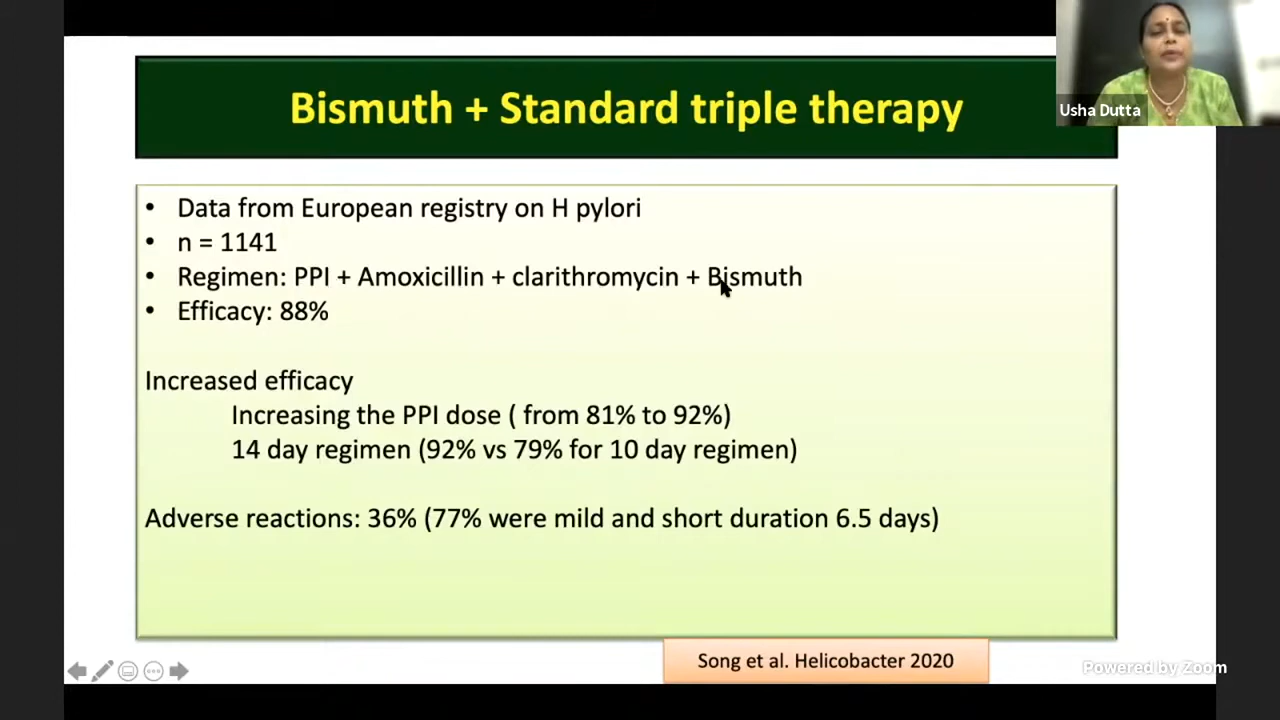 Bismuth + Standard triple therapy
Usha Dutta
• Data from European registry on H pylori
• n = 1141
• Regimen: PPI + Amoxicillin + clarithromycin + Bismuth
• Efficacy: 88%
Increased efficacy
Increasing the PPI dose ( from 81% to 92%)
14 day regimen (92% vs 79% for 10 day regimen)
Adverse reactions: 36% (77% were mild and short duration 6.5 days)
Song et al. Helicobacter 2020
Powered by Zoom